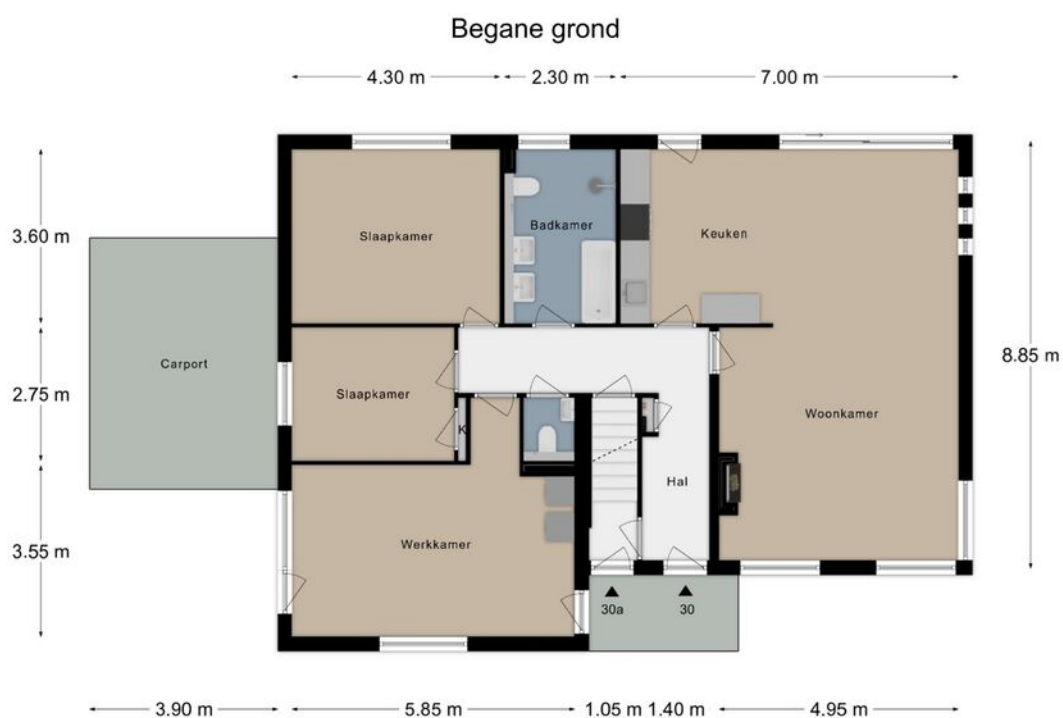 Begane grond
4.30 m 2.30 m 7.00 m
3.60 m
2.75 m
3.55 m
8.85 m
Slaapkamer
Badkamer
Keuken
Carport
Slaapkamer
K
Woonkamer
Hal
Werkkamer
30a 30
3.90 m 5.85 m 1.05 m 1.40 m 4.95 m